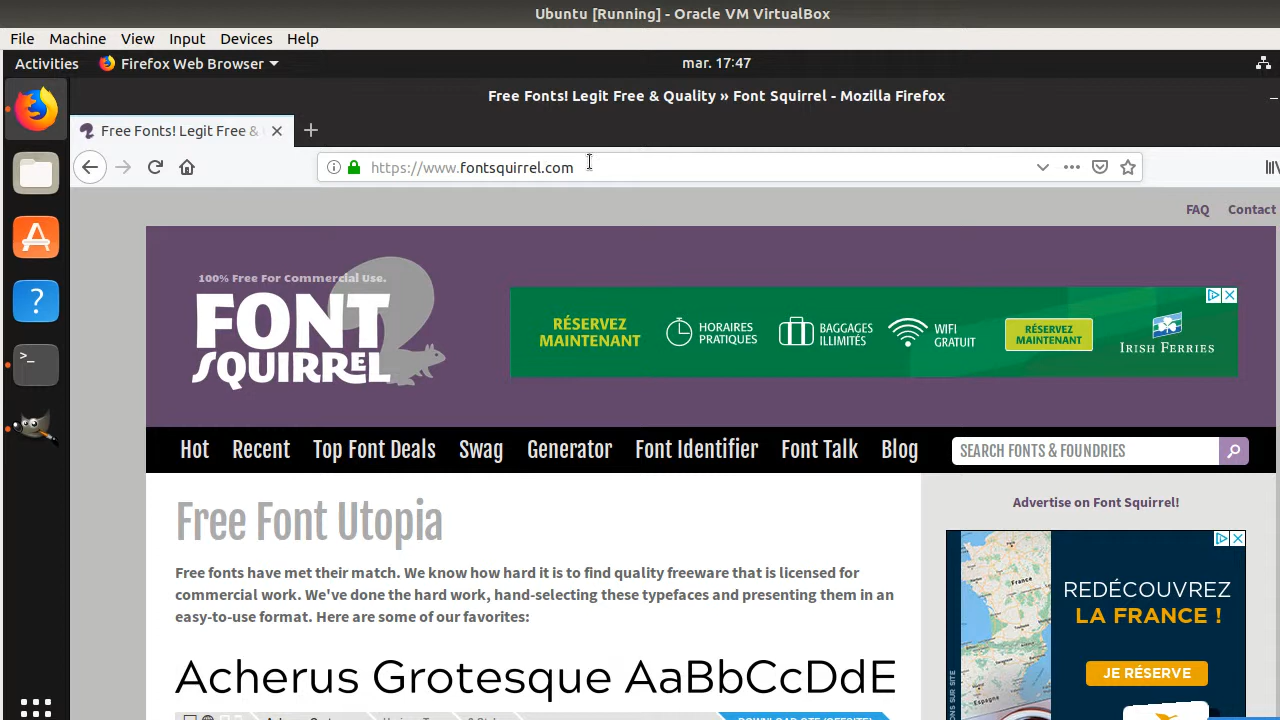 Ubuntu [Running] - Oracle VM VirtualBox
File Machine View Input Devices Help
Activities Firefox Web Browser mar. 17:47
Free Fonts! Legit Free & Quality » Font Squirrel - Mozilla Firefox
Free Fonts! Legit Free &
https://www.fontsquirrel.com
FAQ Contact
100% Free For Commercial Use.
FONT
SQUIRREL
RÉSERVEZ
MAINTENANT
HORAIRES
PRATIQUES
BAGGAGES
ILLIMITÉS
WIFI
GRATUIT
RÉSERVEZ
MAINTENANT
IRISH FERRIES
Hot Recent Top Font Deals Swag Generator Font Identifier Font Talk Blog SEARCH FONTS & FOUNDRIES
Free Font Utopia
Free fonts have met their match. We know how hard it is to find quality freeware that is licensed for
commercial work. We've done the hard work, hand-selecting these typefaces and presenting them in an
easy-to-use format. Here are some of our favorites:
Acherus Grotesque AaBbCcDdE
Advertise on Font Squirrel!
France
REDÉCOUVREZ
LA FRANCE !
JE RÉSERVE